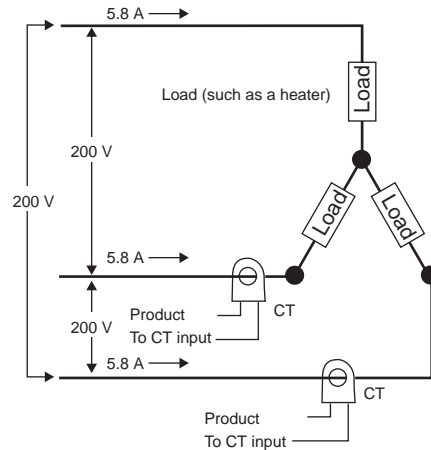 5.8 A
Load
Load (such as a heater)
200 V
200 V
Load
Load
5.8 A
CT
Product
To CT input
200 V
5.8 A
CT
Product
To CT input